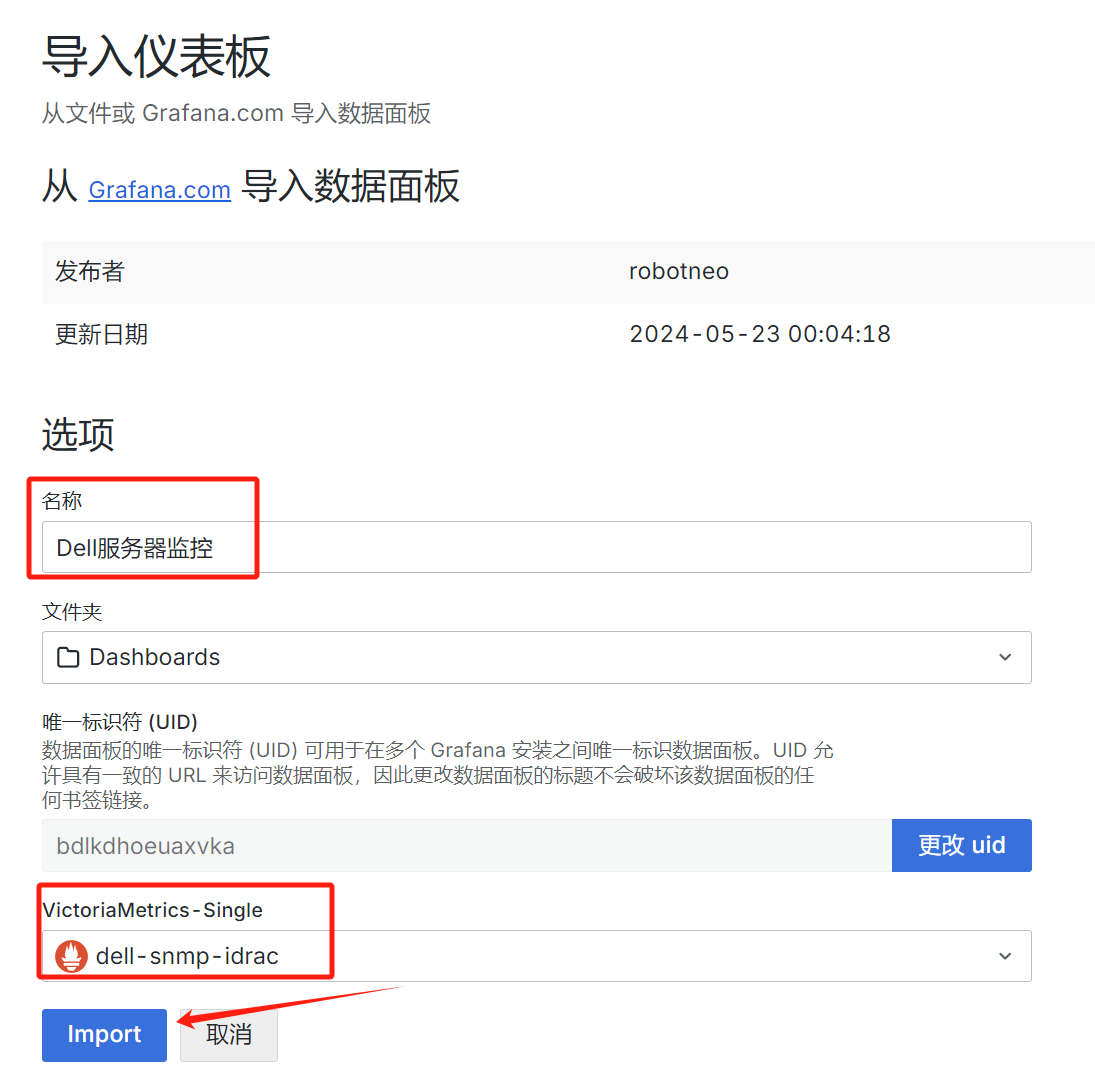 导入仪表板
从文件或 Grafana.com 导入数据面板
从 Grafana.com 导入数据面板
发布者 robotneo
更新日期 2024-05-23 00:04:18
选项
名称
Dell服务器监控
文件夹
Dashboards
唯一标识符 (UID)
数据面板的唯一标识符 (UID) 可用于在多个 Grafana 安装之间唯一标识数据面板。UID 允
许具有一致的 URL 来访问数据面板，因此更改数据面板的标题不会破坏该数据面板的任
何书签链接。
bdlkdhoeuaxvka 更改 uid
VictoriaMetrics-Single
dell-snmp-idrac
Import 取消